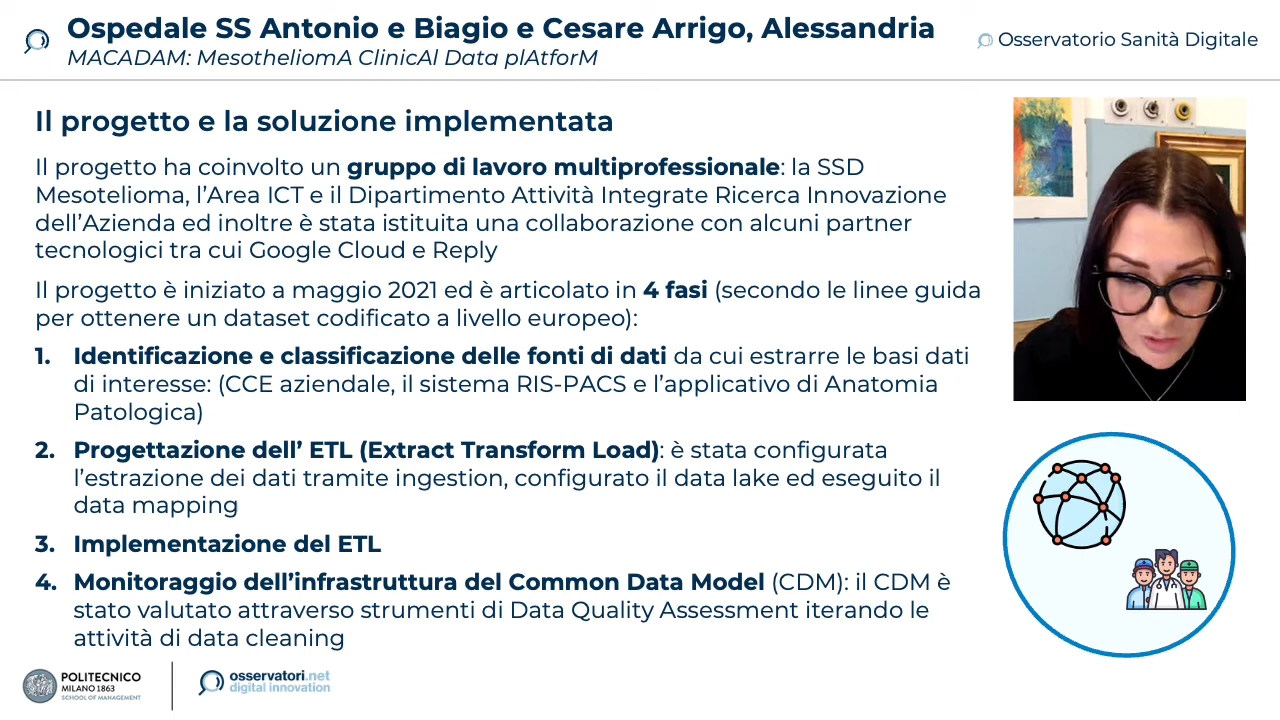 Ospedale SS Antonio e Biagio e Cesare Arrigo, Alessandria
MACADAM: MesotheliomA ClinicAl Data plAtforM
Osservatorio Sanità Digitale
Il progetto e la soluzione implementata
Il progetto ha coinvolto un gruppo di lavoro multiprofessionale: la SSD
Mesotelioma, l’Area ICT e il Dipartimento Attività Integrate Ricerca Innovazione
dell’Azienda ed inoltre è stata istituita una collaborazione con alcuni partner
tecnologici tra cui Google Cloud e Reply
Il progetto è iniziato a maggio 2021 ed è articolato in 4 fasi (secondo le linee guida
per ottenere un dataset codificato a livello europeo):
1. Identificazione e classificazione delle fonti di dati da cui estrarre le basi dati
di interesse: (CCE aziendale, il sistema RIS-PACS e l’applicativo di Anatomia
Patologica)
2. Progettazione dell’ ETL (Extract Transform Load): è stata configurata
l’estrazione dei dati tramite ingestion, configurato il data lake ed eseguito il
data mapping
3. Implementazione del ETL
4. Monitoraggio dell’infrastruttura del Common Data Model (CDM): il CDM è
stato valutato attraverso strumenti di Data Quality Assessment iterando le
attività di data cleaning
POLITECNICO
MILANO 1863
SCHOOL OF MANAGEMENT
osservatori.net
digital innovation